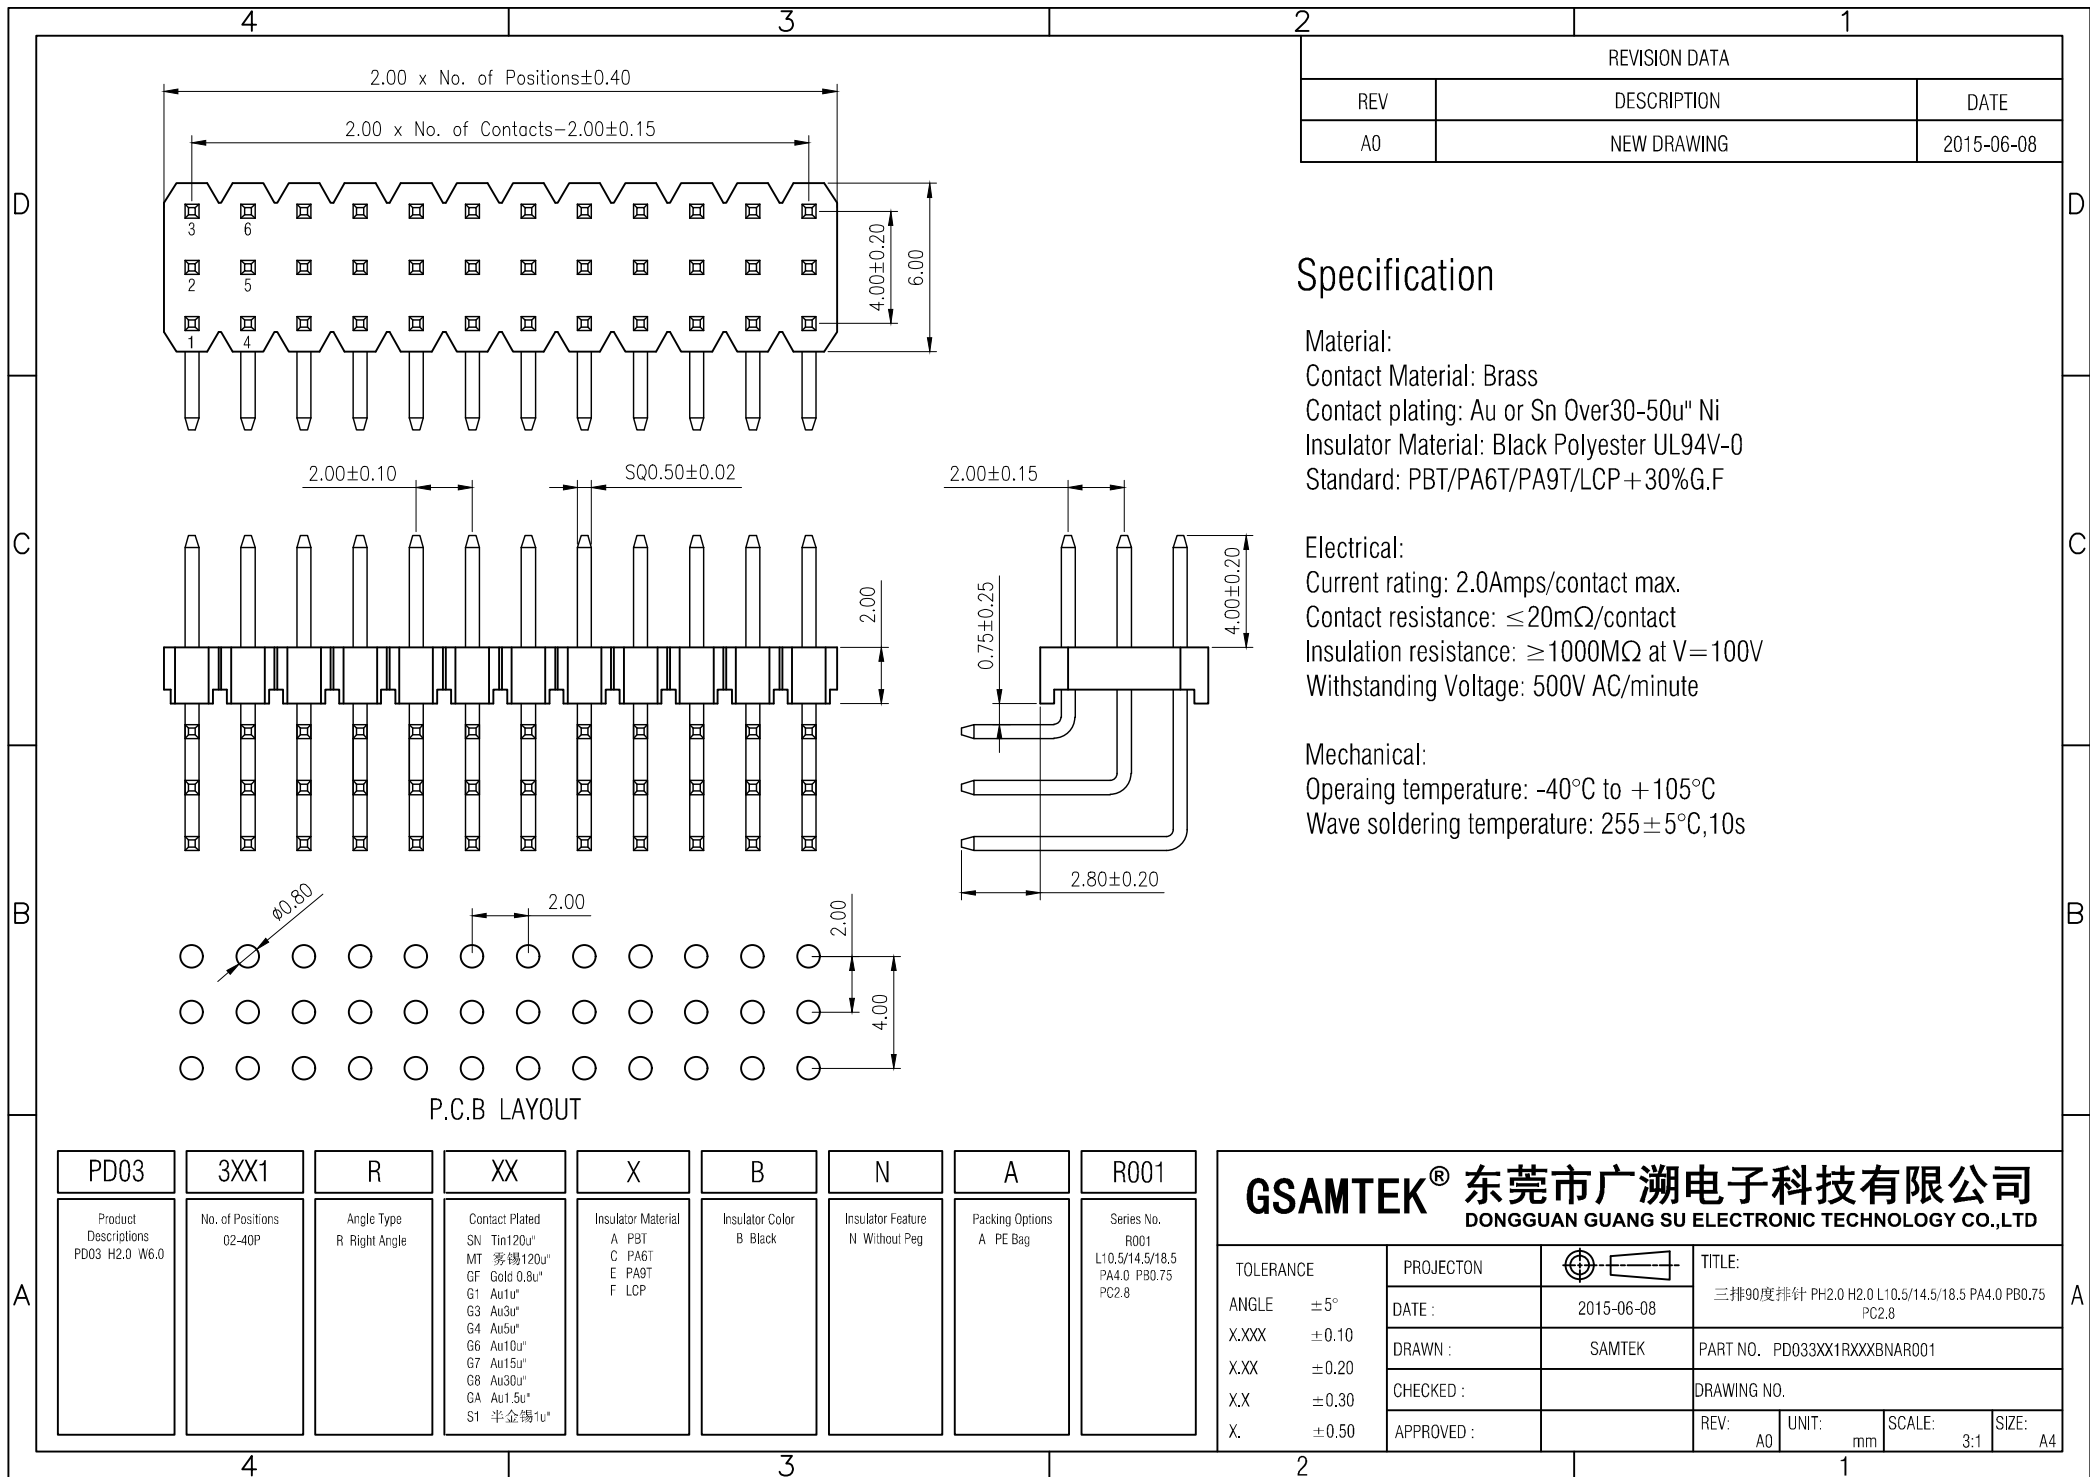 4
3
2
1
D
C
B
A
D
C
B
A
REVISION DATA
REV DESCRIPTION DATE
A0 NEW DRAWING 2015-06-08
2.00 x No. of Positions±0.40
2.00 x No. of Contacts-2.00±0.15
3 6
2 5
1 4
4.00±0.20
6.00
2.00±0.10
SQ0.50±0.02
2.00
2.00±0.15
0.75±0.25
4.00±0.20
2.80±0.20
Ø0.80
2.00
2.00
4.00
P.C.B LAYOUT
Specification
Material:
Contact Material: Brass
Contact plating: Au or Sn Over30-50u" Ni
Insulator Material: Black Polyester UL94V-0
Standard: PBT/PA6T/PA9T/LCP+30%G.F
Electrical:
Current rating: 2.0Amps/contact max.
Contact resistance: ≤20mΩ/contact
Insulation resistance: ≥1000MΩ at V=100V
Withstanding Voltage: 500V AC/minute
Mechanical:
Operaing temperature: -40°C to +105°C
Wave soldering temperature: 255±5°C,10s
PD03
Product
Descriptions
PD03 H2.0 W6.0
3XX1
No. of Positions
02-40P
R
Angle Type
R Right Angle
XX
Contact Plated
SN Tin120u"
MT 雾锡120u"
GF Gold 0.8u"
G1 Au1u"
G3 Au3u"
G4 Au5u"
G6 Au10u"
G7 Au15u"
G8 Au30u"
GA Au1.5u"
S1 半金锡1u"
X
Insulator Material
A PBT
C PA6T
E PA9T
F LCP
B
Insulator Color
B Black
N
Insulator Feature
N Without Peg
A
Packing Options
A PE Bag
R001
Series No.
R001
L10.5/14.5/18.5
PA4.0 PB0.75
PC2.8
GSAMTEK® 东莞市广溯电子科技有限公司
DONGGUAN GUANG SU ELECTRONIC TECHNOLOGY CO.,LTD
TOLERANCE
ANGLE ±5°
X.XXX ±0.10
X.XX ±0.20
X.X ±0.30
X. ±0.50
PROJECTON
DATE : 2015-06-08
DRAWN : SAMTEK
CHECKED :
APPROVED :
TITLE:
三排90度排针 PH2.0 H2.0 L10.5/14.5/18.5 PA4.0 PB0.75
PC2.8
PART NO. PD033XX1RXXXBNAR001
DRAWING NO.
REV: A0 UNIT: mm SCALE: 3:1 SIZE: A4
4
3
2
1